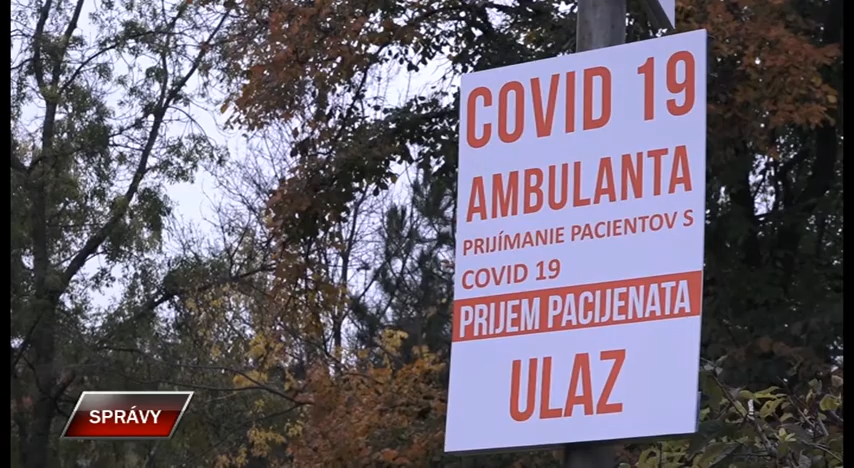 COVID 19
AMBULANTA
PRIJÍMANIE PACIENTOV S
COVID 19
PRIJEM PACIJENATA
ULAZ
SPRÁVY